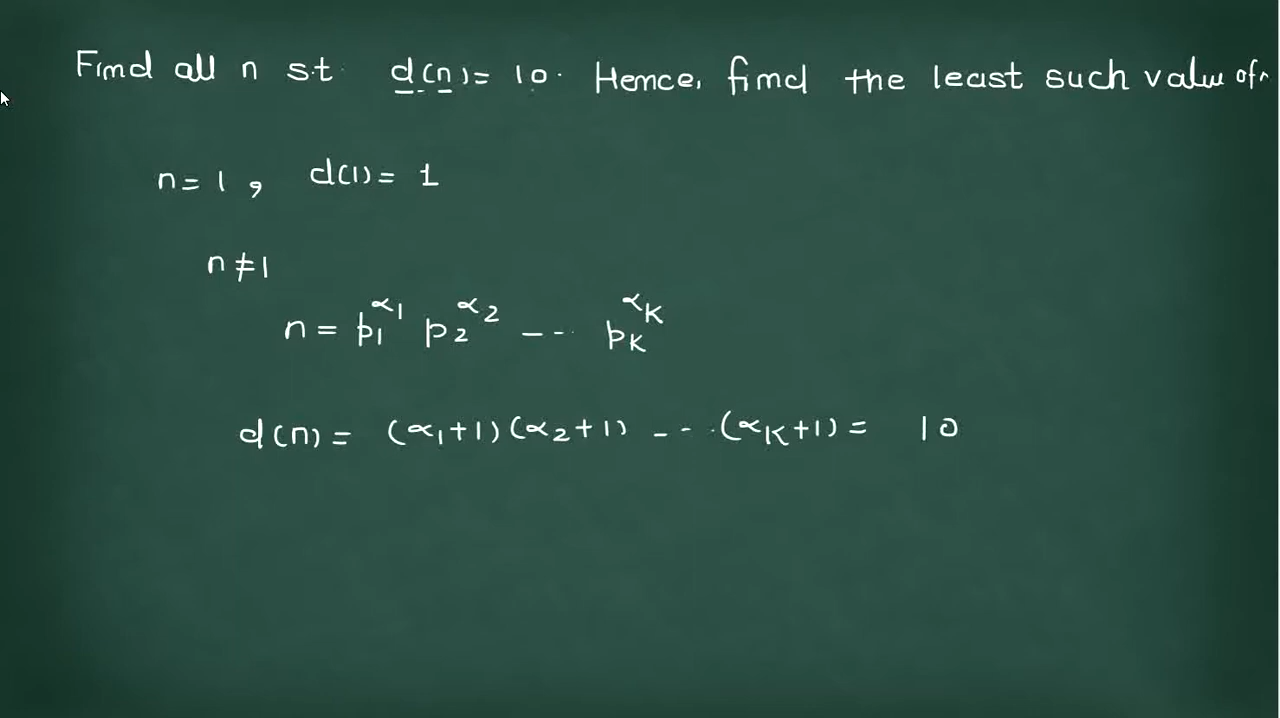 Find all n s.t. d(n) = 10. Hence, find the least such value of n
n = 1, d(1) = 1
n ≠ 1
n = p₁^α₁ p₂^α₂ --- pₖ^αₖ
d(n) = (α₁+1)(α₂+1) --- (αₖ+1) = 10